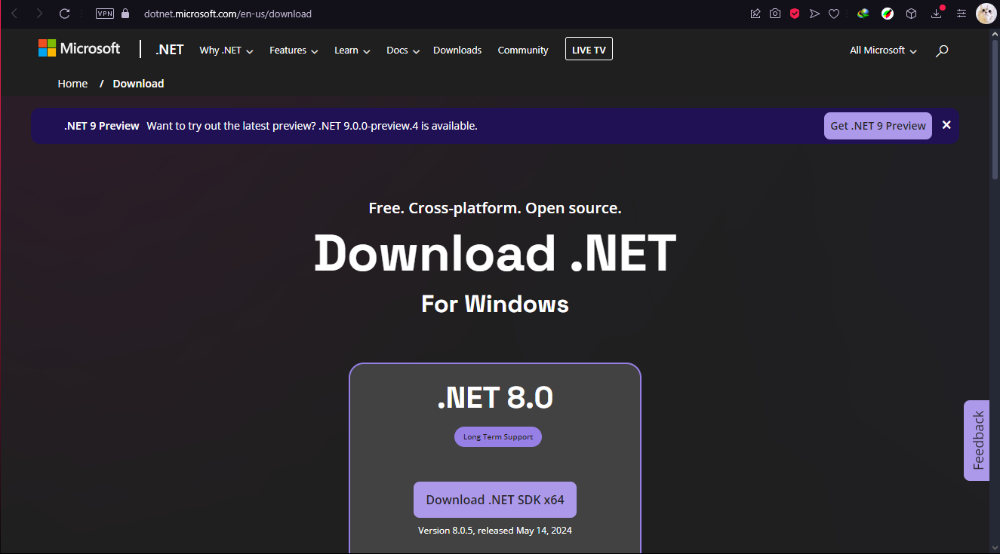 VPN dotnet.microsoft.com/en-us/download
Microsoft .NET Why .NET Features Learn Docs Downloads Community LIVE TV All Microsoft
Home / Download
.NET 9 Preview Want to try out the latest preview? .NET 9.0.0-preview.4 is available. Get .NET 9 Preview
Free. Cross-platform. Open source.
Download .NET
For Windows
.NET 8.0
Long Term Support
Feedback
Download .NET SDK x64
Version 8.0.5, released May 14, 2024